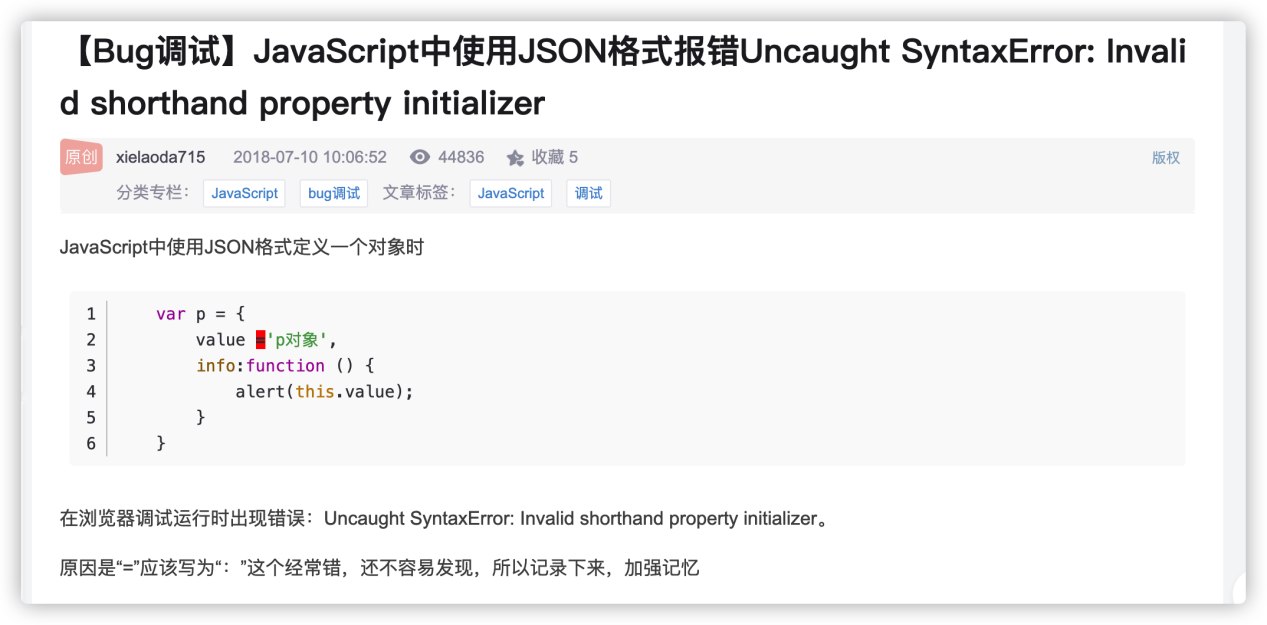 【Bug调试】JavaScript中使用JSON格式报错Uncaught SyntaxError: Invali
d shorthand property initializer
原创 xielaoda715 2018-07-10 10:06:52 44836 收藏 5 版权
分类专栏： JavaScript bug调试 文章标签： JavaScript 调试
JavaScript中使用JSON格式定义一个对象时
1 var p = {
2 value ='p对象',
3 info:function () {
4 alert(this.value);
5 }
6 }
在浏览器调试运行时出现错误：Uncaught SyntaxError: Invalid shorthand property initializer。
原因是“=”应该写为“：”这个经常错，还不容易发现，所以记录下来，加强记忆